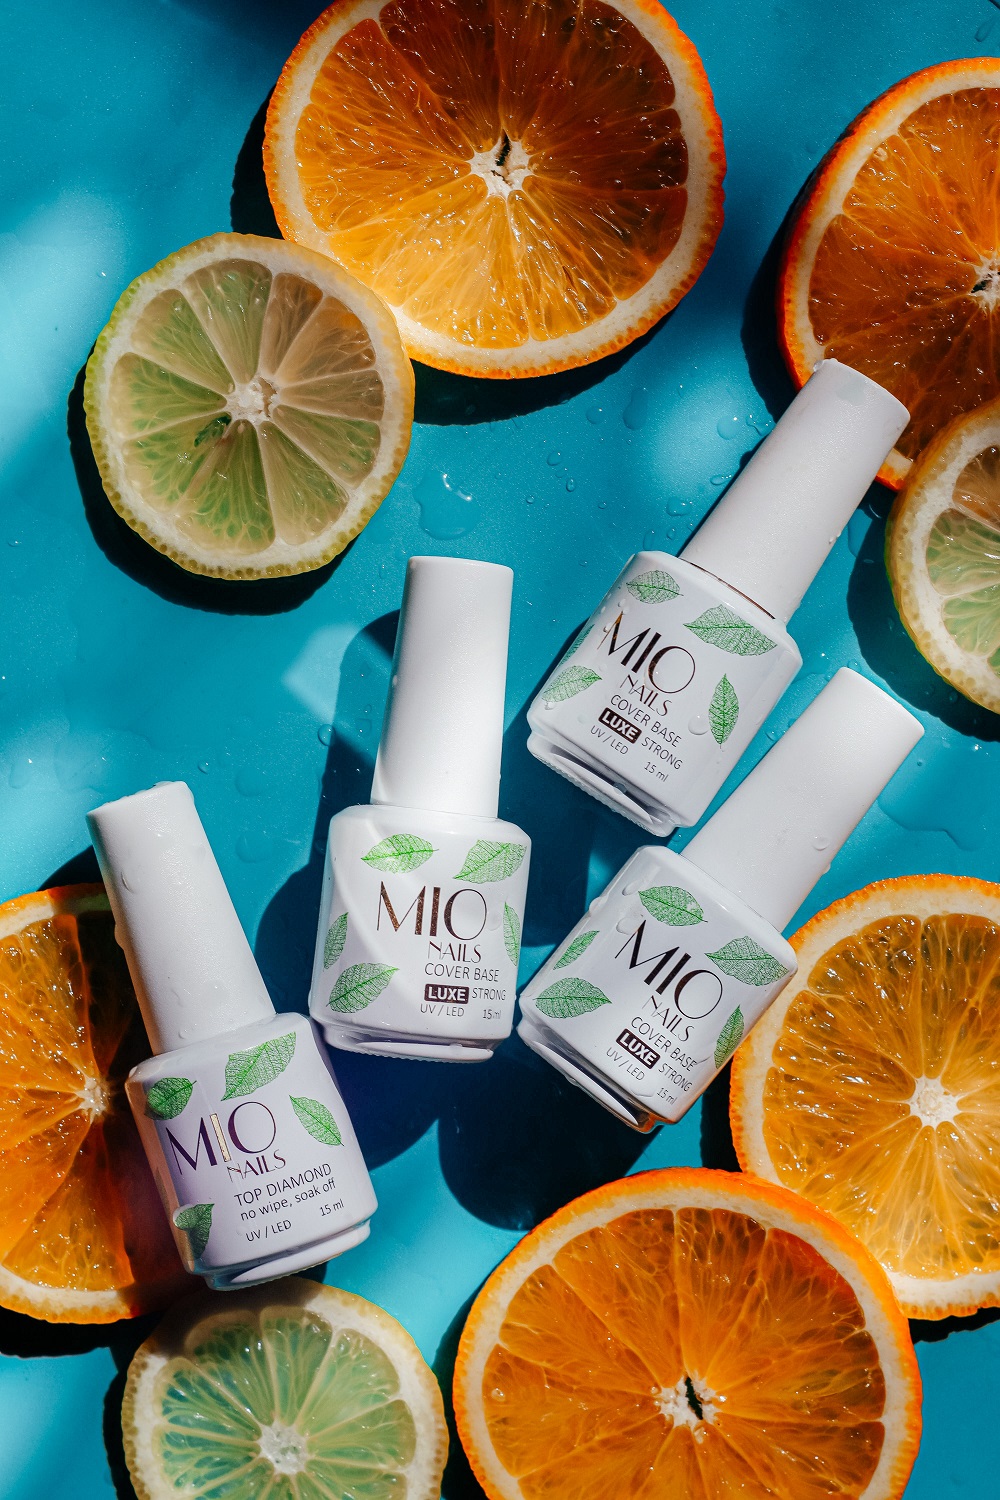 MIO
NAILS
COVER BASE
LUXE STRONG
UV / LED
15 ml
MIO
NAILS
COVER BASE
LUXE STRONG
UV / LED 15 ml
MIO
NAILS
COVER BASE
LUXE STRONG
UV / LED
15 ml
MIO
NAILS
TOP DIAMOND
no wipe, soak off
UV / LED 15 ml